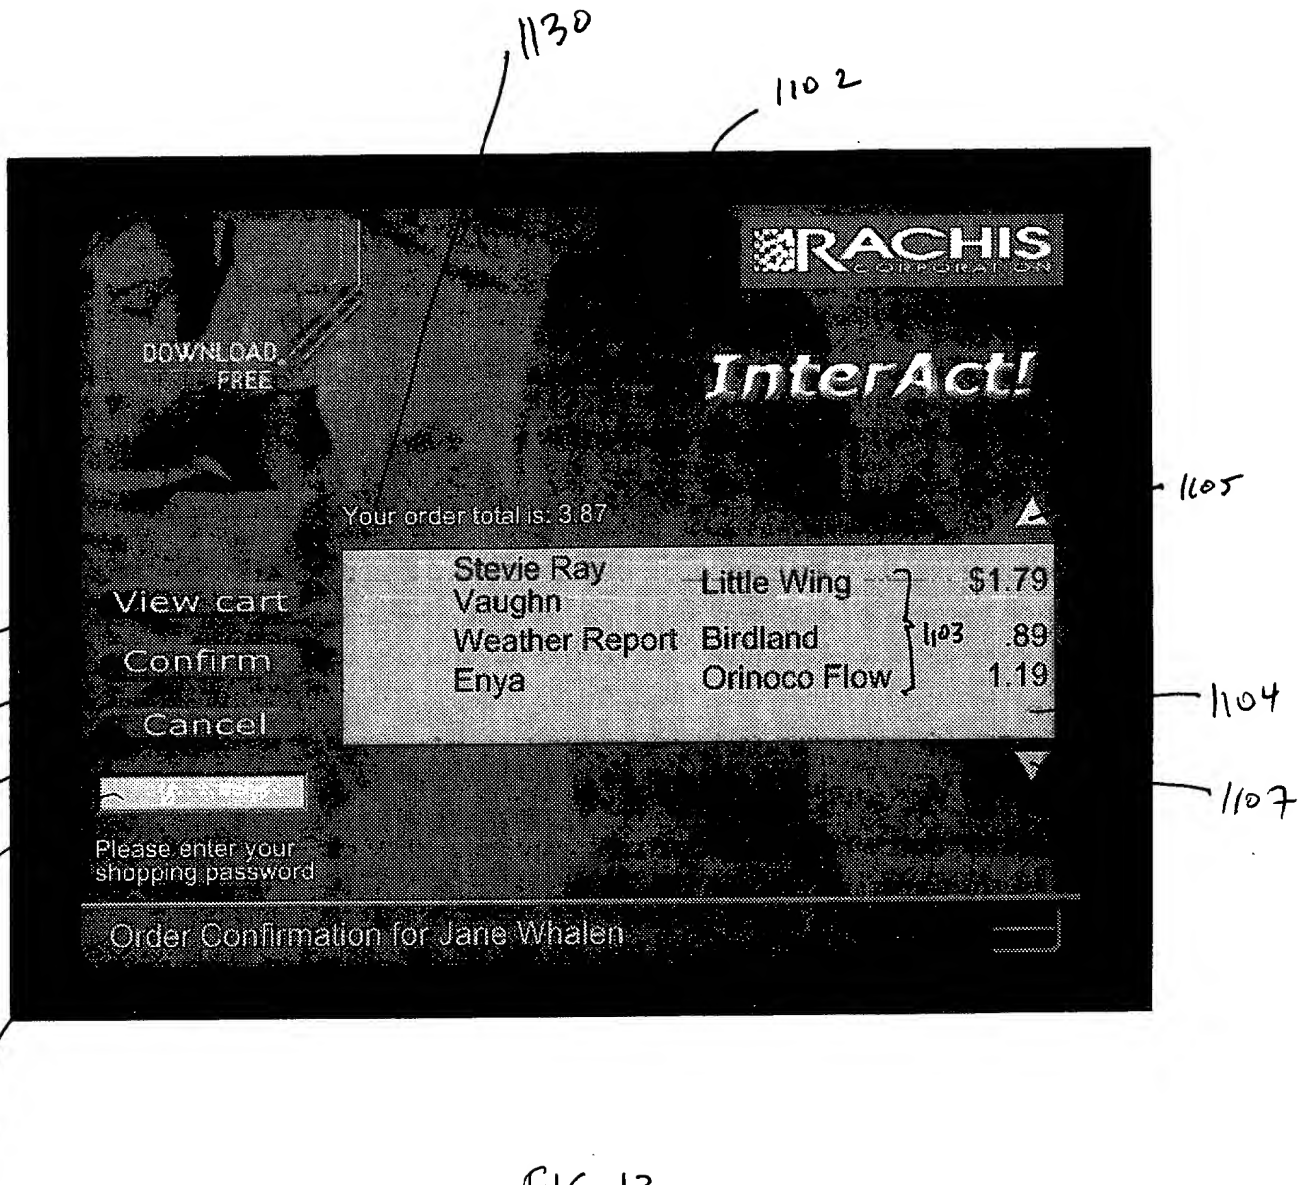 1130
1102
RACHIS
CORPORATION
DOWNLOAD
FREE
InterAct!
1105
Your order total is: 3.87
Stevie Ray Vaughn Little Wing $1.79
Weather Report Birdland 1103 .89
Enya Orinoco Flow 1.19
View cart
Confirm
Cancel
1104
1107
Please enter your
shopping password
Order Confirmation for Jane Whalen